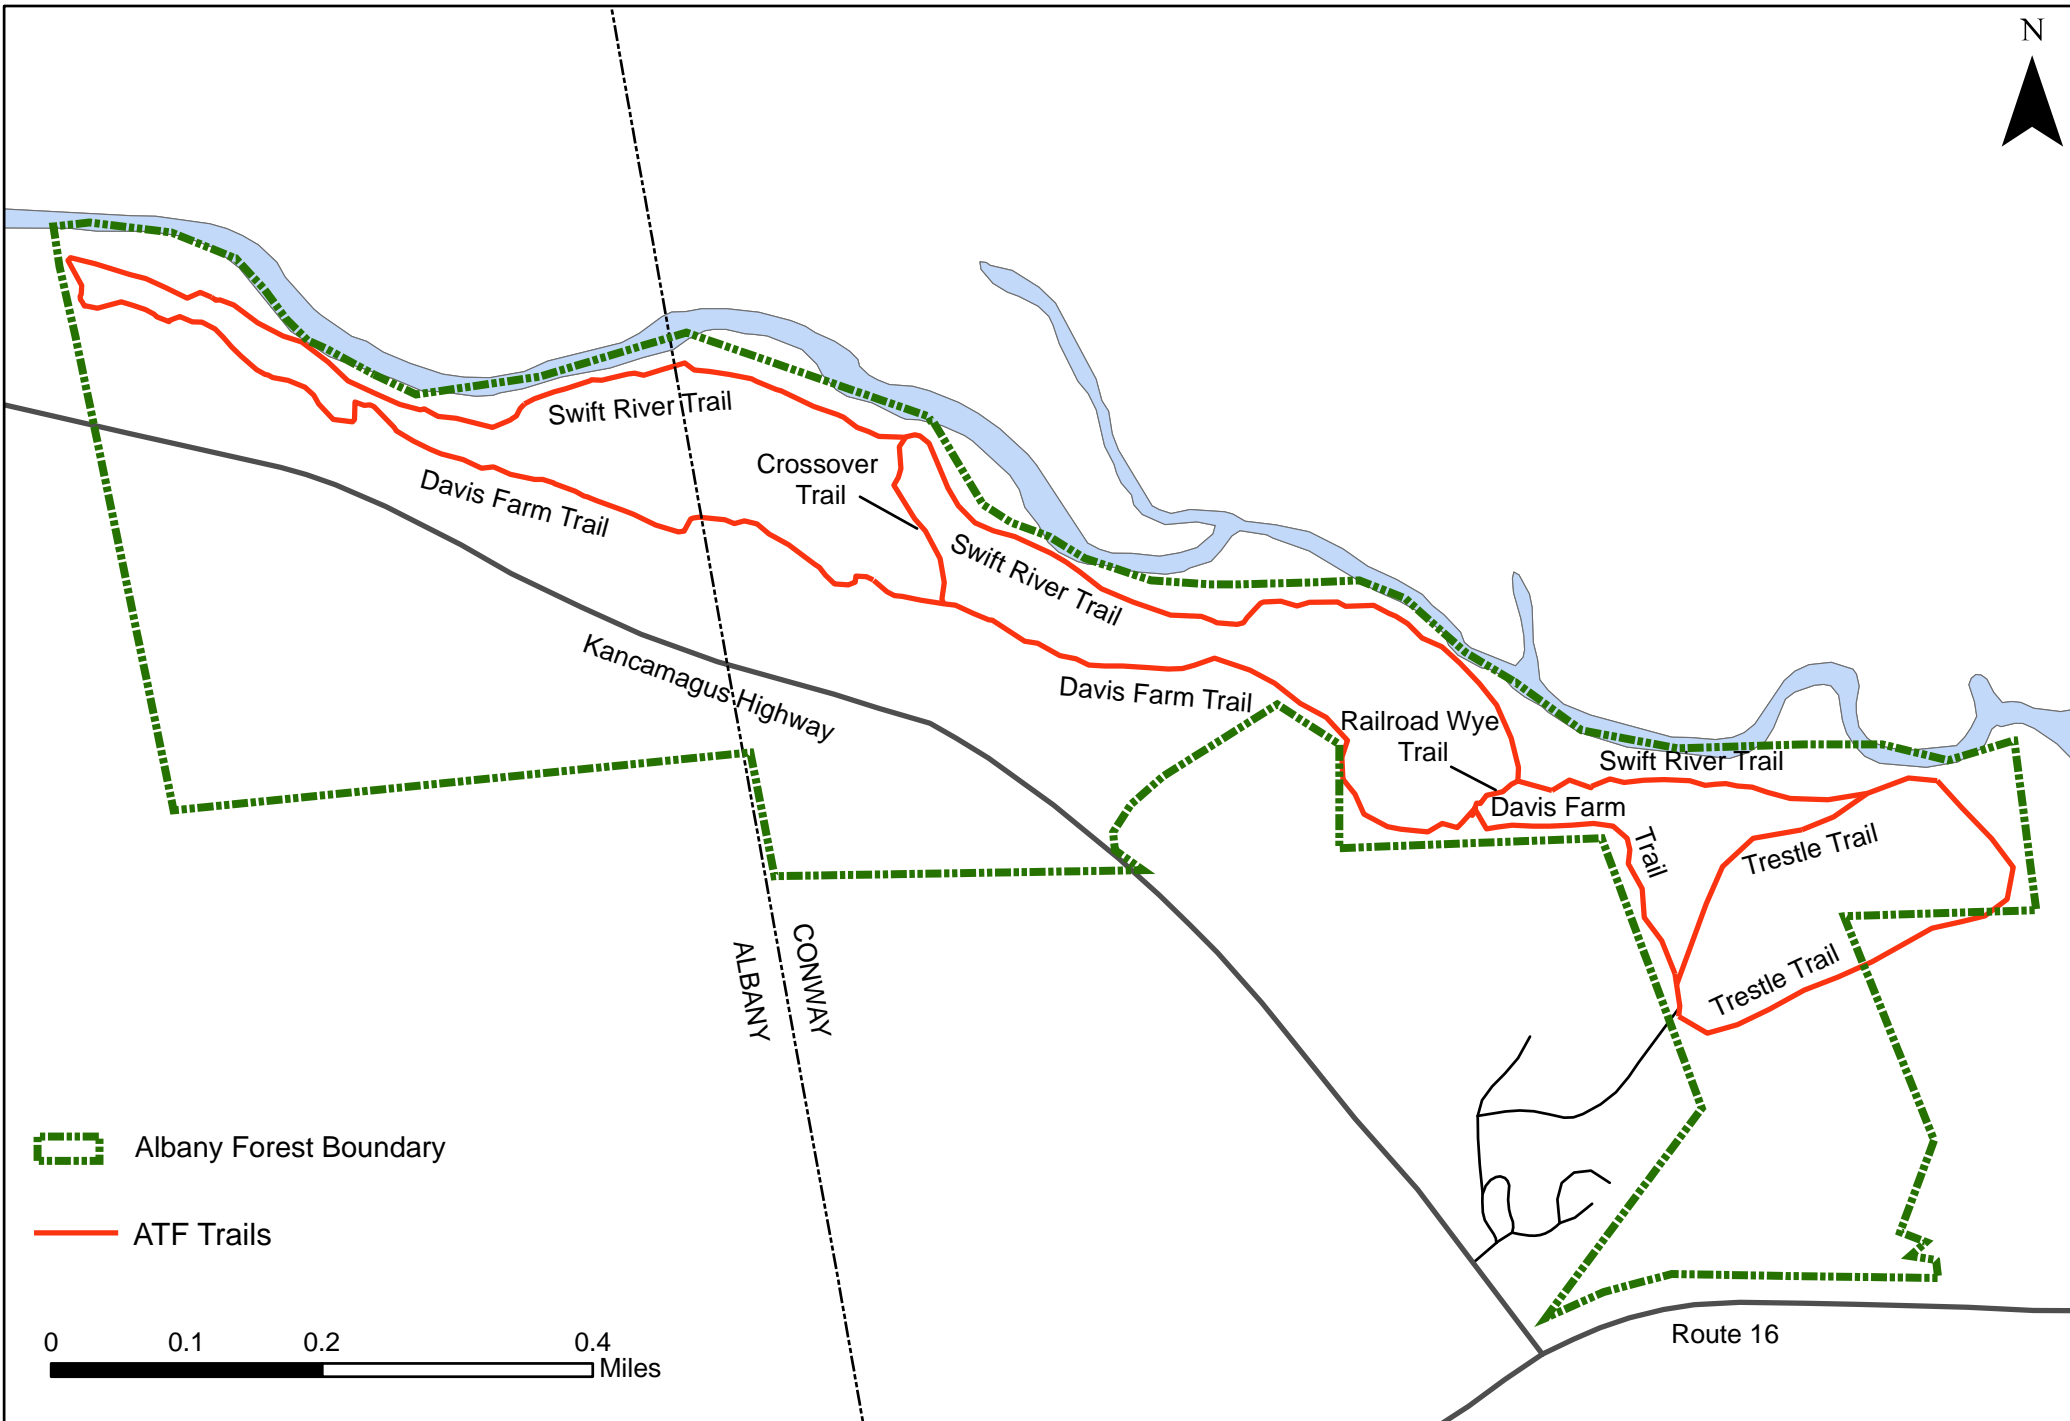 N
Swift River Trail
Crossover
Trail
Davis Farm Trail
Swift River Trail
Kancamagus Highway
Davis Farm Trail
Railroad Wye
Trail
Swift River Trail
Davis Farm
Trail
Trestle Trail
Trestle Trail
ALBANY
CONWAY
Albany Forest Boundary
ATF Trails
0 0.1 0.2 0.4
Miles
Route 16